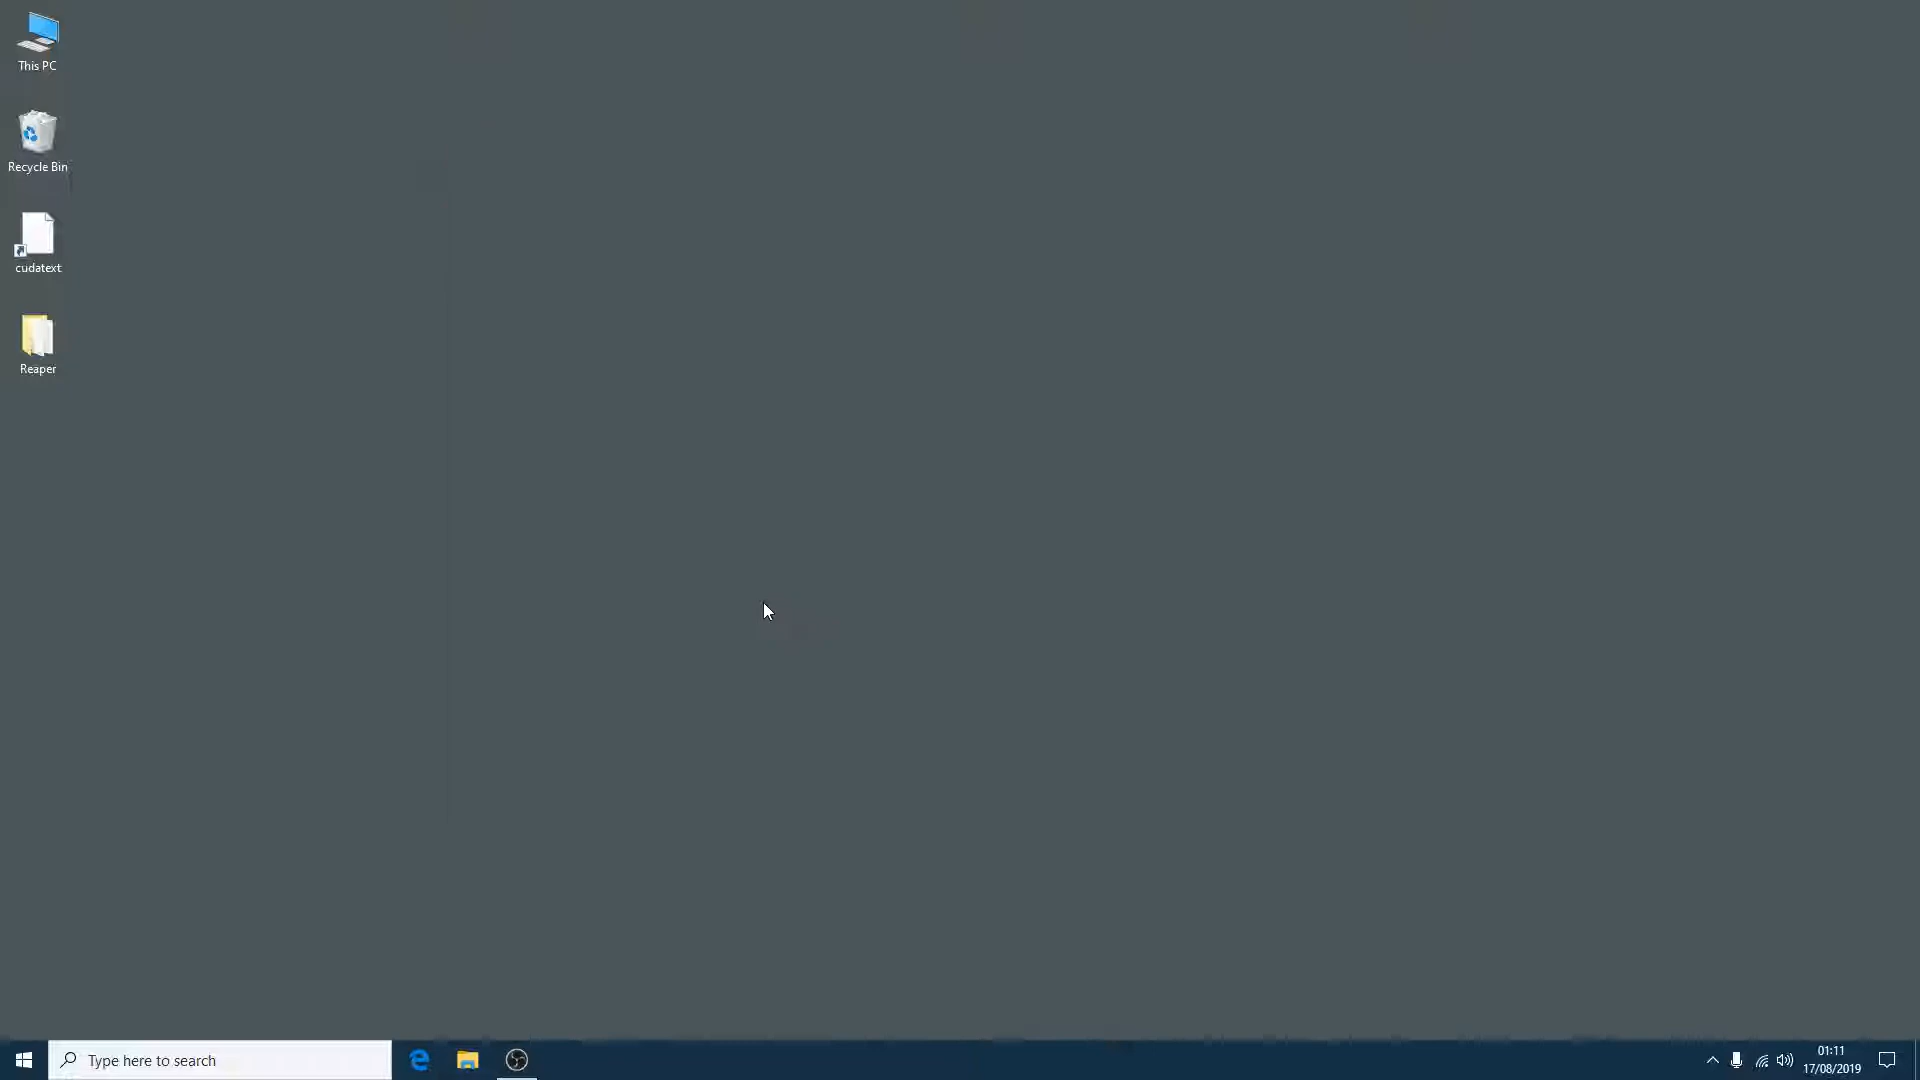 This PC
Recycle Bin
cudatext
Reaper
Type here to search
01:11
17/08/2019